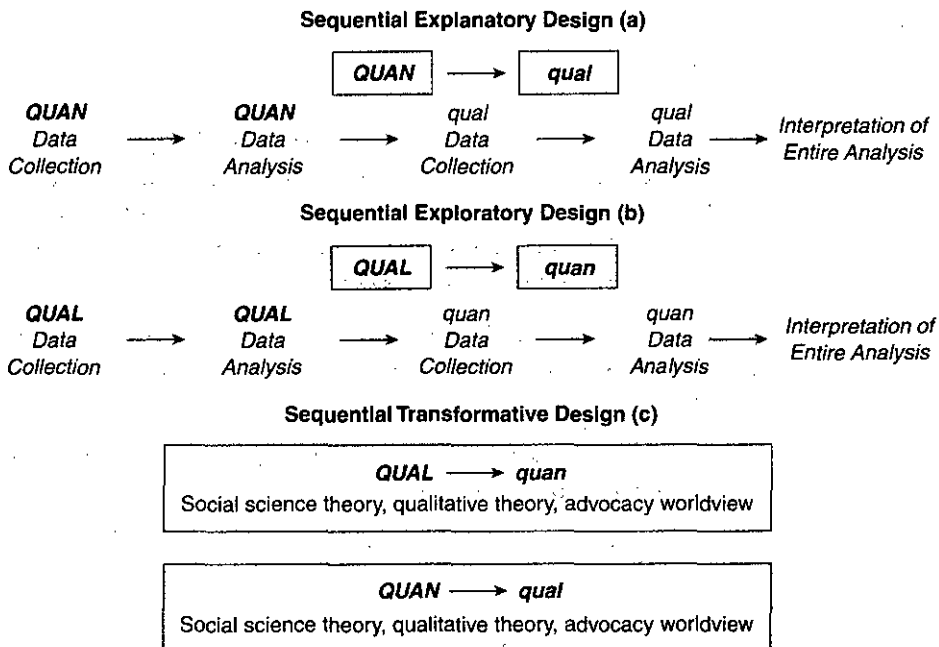 Sequential Explanatory Design (a)
QUAN → qual
QUAN QUAN qual qual
Data → Data → Data → Data → Interpretation of
Collection Analysis Collection Analysis Entire Analysis
Sequential Exploratory Design (b)
QUAL → quan
QUAL QUAL quan quan
Data → Data → Data → Data → Interpretation of
Collection Analysis Collection Analysis Entire Analysis
Sequential Transformative Design (c)
QUAL → quan
Social science theory, qualitative theory, advocacy worldview
QUAN → qual
Social science theory, qualitative theory, advocacy worldview